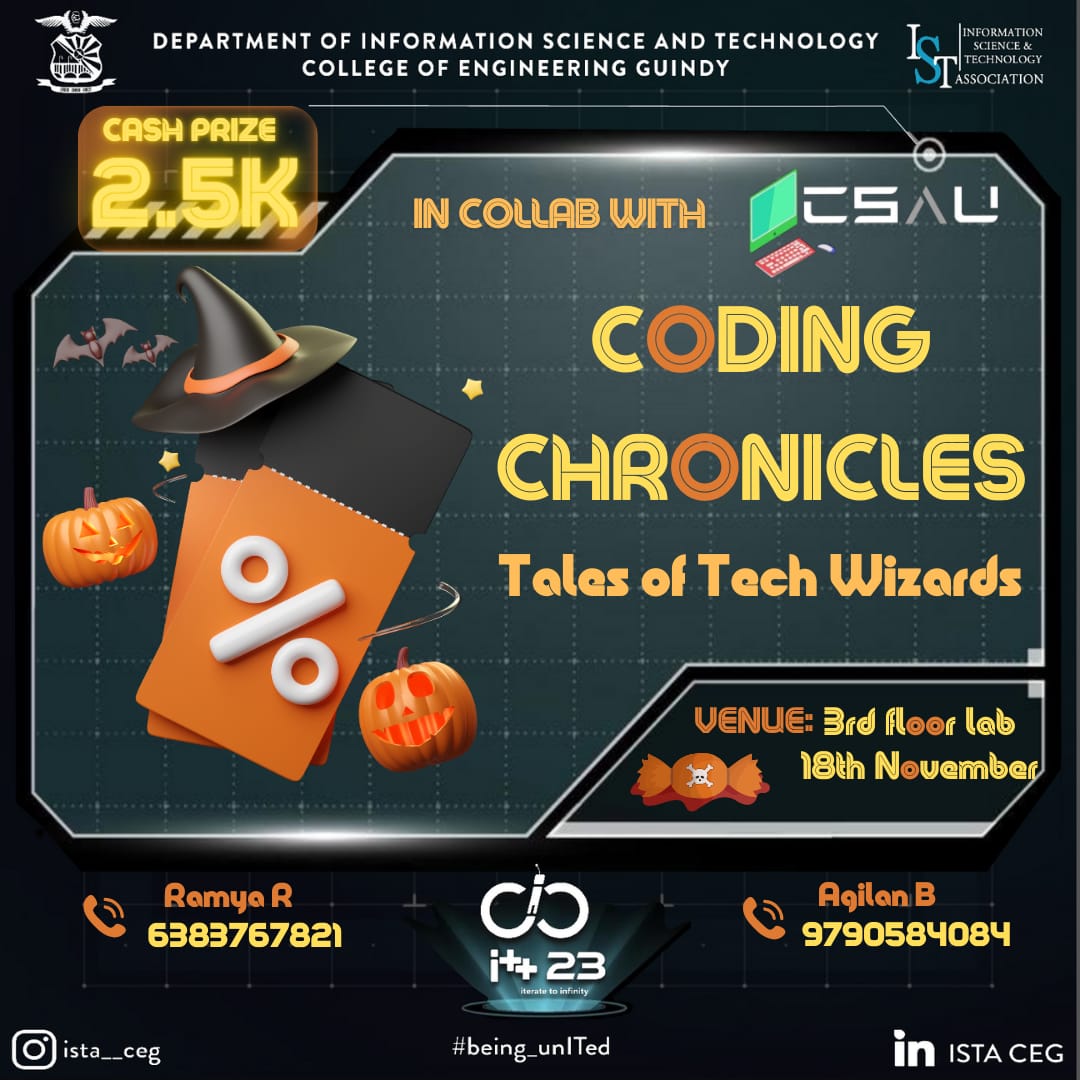 DEPARTMENT OF INFORMATION SCIENCE AND TECHNOLOGY
COLLEGE OF ENGINEERING GUINDY
IST
INFORMATION
SCIENCE &
TECHNOLOGY
ASSOCIATION
CASH PRIZE
2.5K
IN COLLAB WITH
CSAU
CODING
CHRONICLES
Tales of Tech Wizards
%
VENUE: 3rd floor lab
18th November
Ramya R
6383767821
Agilan B
9790584084
i++ 23
iterate to infinity
ista__ceg
#being_unITed
in ISTA CEG